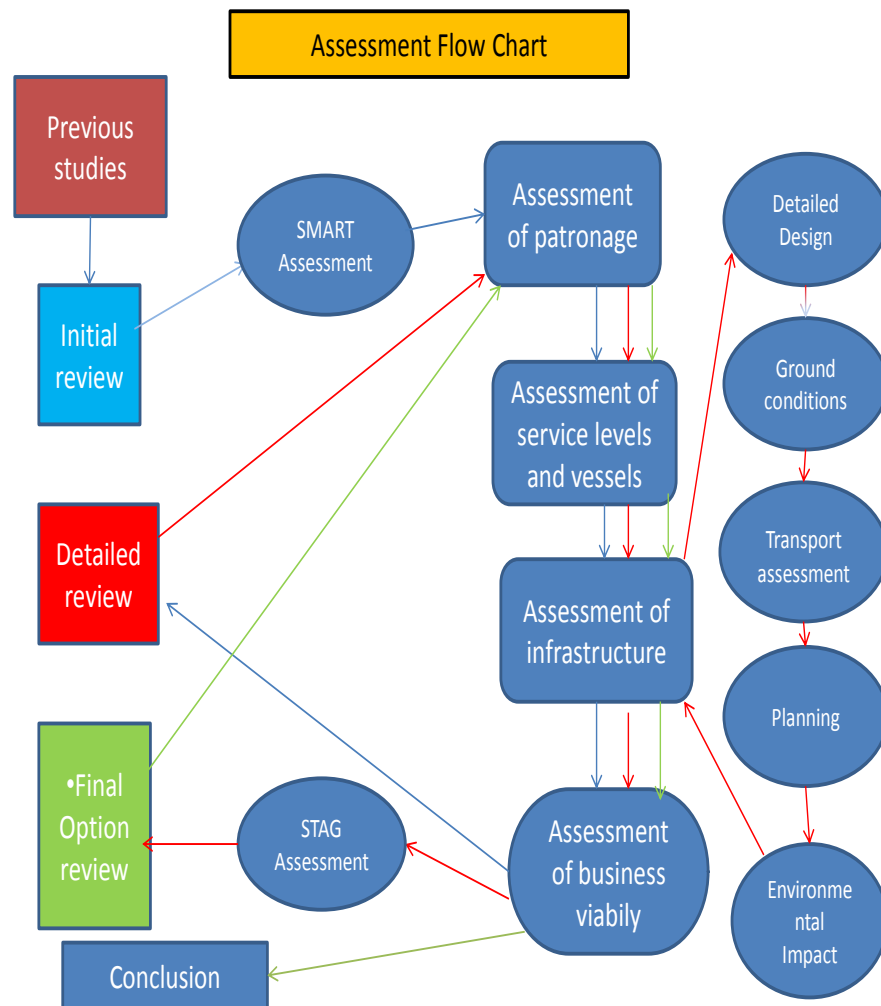 Assessment Flow Chart
Previous
studies
Initial
review
SMART
Assessment
Assessment
of patronage
Detailed
Design
Assessment of
service levels
and vessels
Ground
conditions
Detailed
review
Assessment of
infrastructure
Transport
assessment
Planning
•Final
Option
review
STAG
Assessment
Assessment
of business
viabily
Environme
ntal
Impact
Conclusion